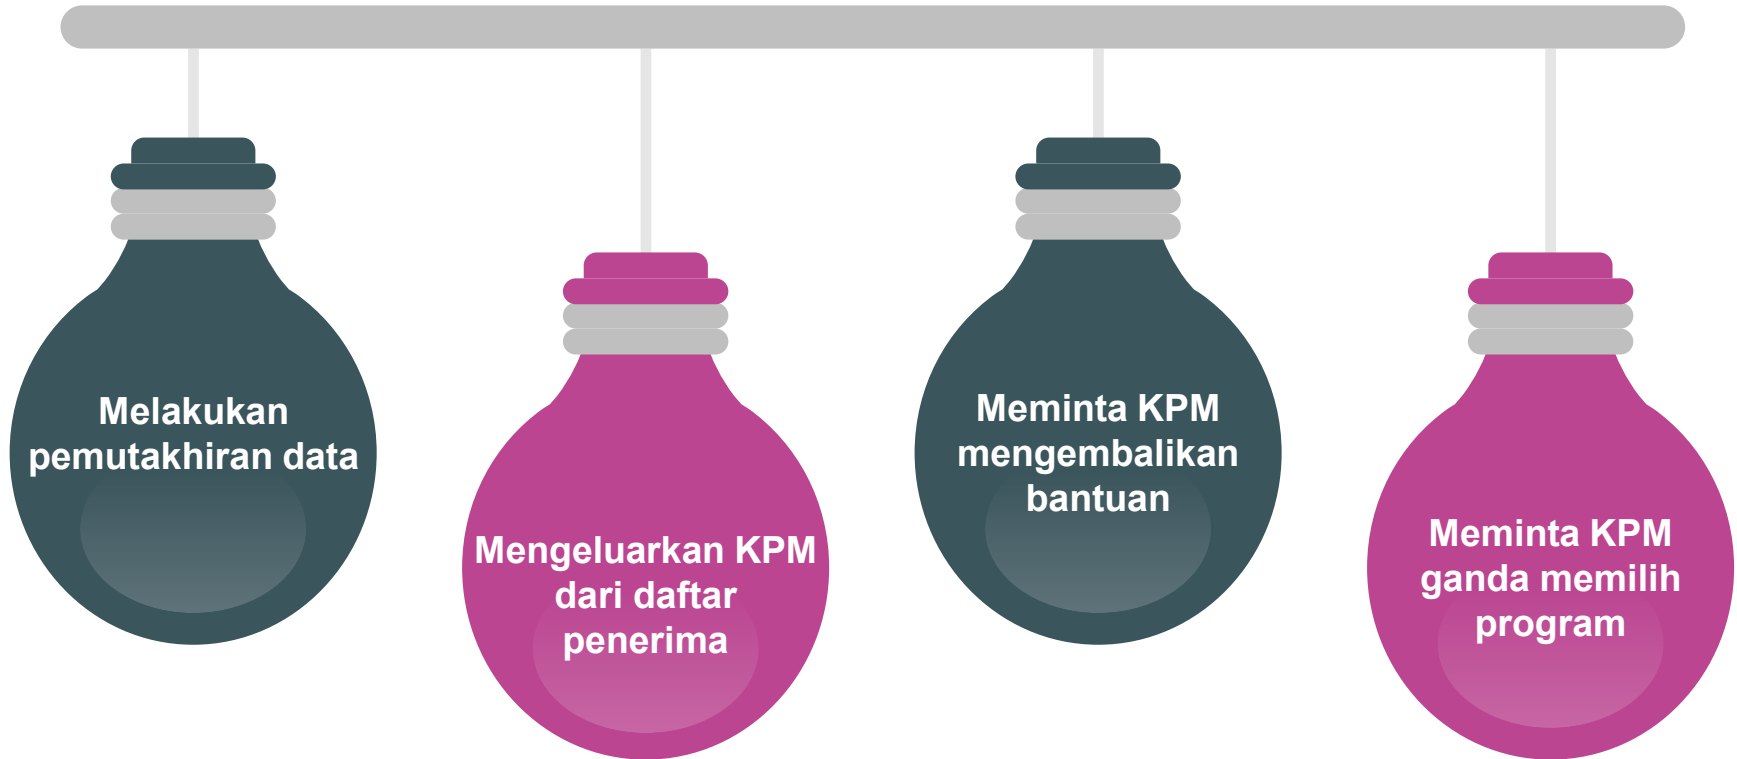 Melakukan
pemutakhiran data
Mengeluarkan KPM
dari daftar
penerima
Meminta KPM
mengembalikan
bantuan
Meminta KPM
ganda memilih
program